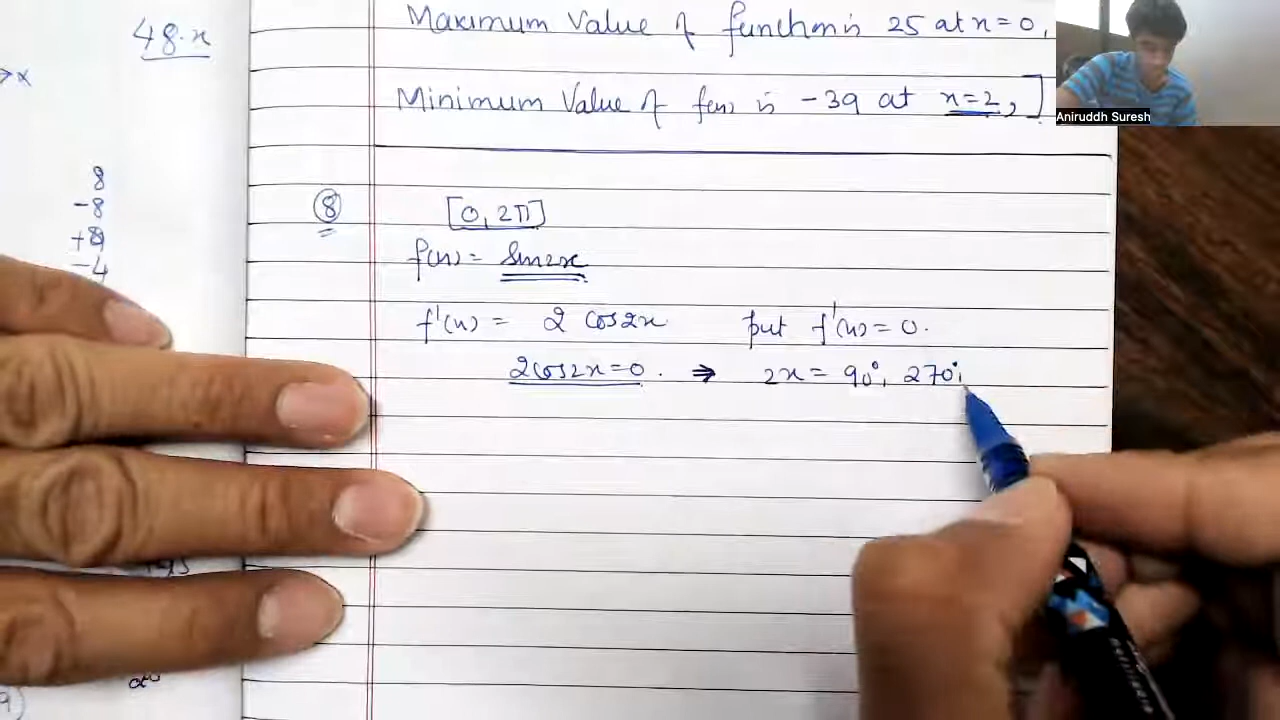 48.x
Maximum Value of function is 25 at x=0,
Minimum Value of f(x) is -39 at x=2, ]
Aniruddh Suresh
→x
8
-8
+8
-4
⑧ [0, 2π]
f(x) = Sin2x
f'(x) = 2 cos2x put f'(x) = 0.
2cos2x=0. ⇒ 2x = 90°, 270°,